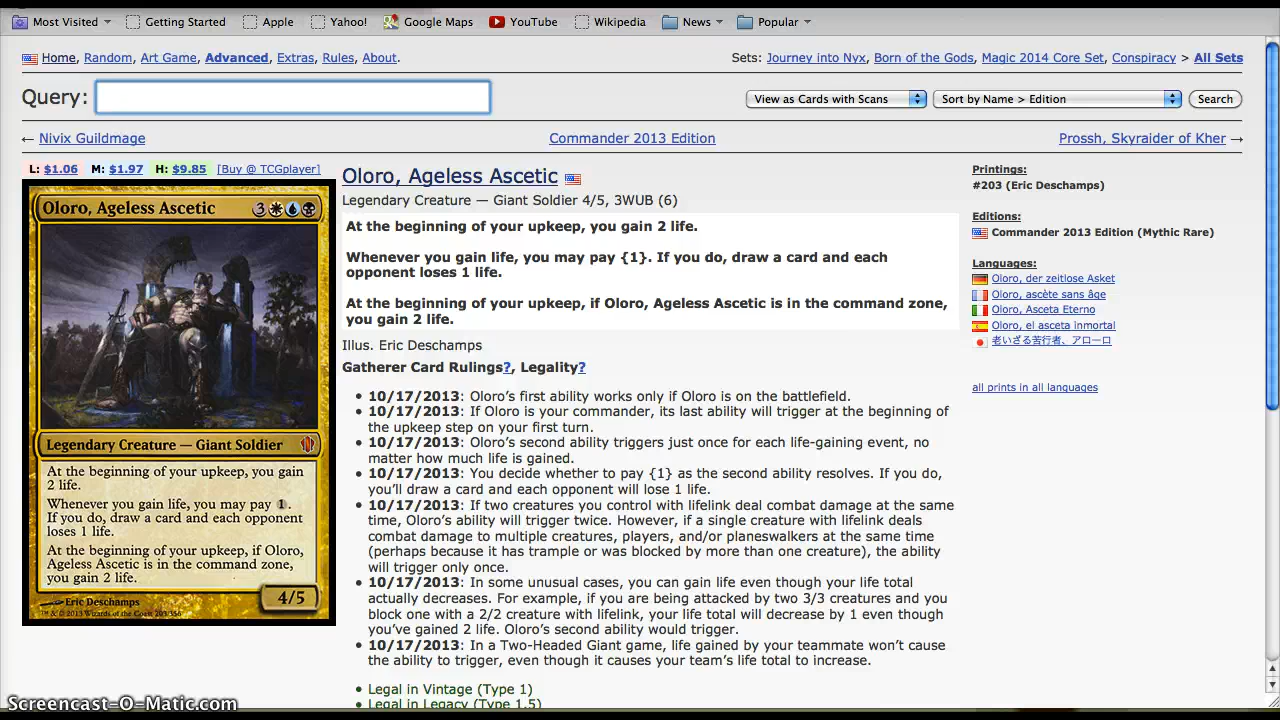 Most Visited Getting Started Apple Yahoo! Google Maps YouTube Wikipedia News Popular
Home, Random, Art Game, Advanced, Extras, Rules, About. Sets: Journey into Nyx, Born of the Gods, Magic 2014 Core Set, Conspiracy > All Sets
Query: View as Cards with Scans Sort by Name > Edition Search
← Nivix Guildmage Commander 2013 Edition Prossh, Skyraider of Kher →
L: $1.06 M: $1.97 H: $9.85 [Buy @ TCGplayer]
Oloro, Ageless Ascetic 3
Legendary Creature — Giant Soldier
At the beginning of your upkeep, you gain
2 life.
Whenever you gain life, you may pay 1.
If you do, draw a card and each opponent
loses 1 life.
At the beginning of your upkeep, if Oloro,
Ageless Ascetic is in the command zone,
you gain 2 life.
4/5
Eric Deschamps
™ & © 2013 Wizards of the Coast 203/356
Oloro, Ageless Ascetic
Legendary Creature — Giant Soldier 4/5, 3WUB (6)
At the beginning of your upkeep, you gain 2 life.
Whenever you gain life, you may pay {1}. If you do, draw a card and each
opponent loses 1 life.
At the beginning of your upkeep, if Oloro, Ageless Ascetic is in the command zone,
you gain 2 life.
Illus. Eric Deschamps
Gatherer Card Rulings?, Legality?
• 10/17/2013: Oloro's first ability works only if Oloro is on the battlefield.
• 10/17/2013: If Oloro is your commander, its last ability will trigger at the beginning of
the upkeep step on your first turn.
• 10/17/2013: Oloro's second ability triggers just once for each life-gaining event, no
matter how much life is gained.
• 10/17/2013: You decide whether to pay {1} as the second ability resolves. If you do,
you'll draw a card and each opponent will lose 1 life.
• 10/17/2013: If two creatures you control with lifelink deal combat damage at the same
time, Oloro's ability will trigger twice. However, if a single creature with lifelink deals
combat damage to multiple creatures, players, and/or planeswalkers at the same time
(perhaps because it has trample or was blocked by more than one creature), the ability
will trigger only once.
• 10/17/2013: In some unusual cases, you can gain life even though your life total
actually decreases. For example, if you are being attacked by two 3/3 creatures and you
block one with a 2/2 creature with lifelink, your life total will decrease by 1 even though
you've gained 2 life. Oloro's second ability would trigger.
• 10/17/2013: In a Two-Headed Giant game, life gained by your teammate won't cause
the ability to trigger, even though it causes your team's life total to increase.
• Legal in Vintage (Type 1)
• Legal in Legacy (Type 1.5)
Printings:
#203 (Eric Deschamps)
Editions:
Commander 2013 Edition (Mythic Rare)
Languages:
Oloro, der zeitlose Asket
Oloro, ascète sans âge
Oloro, Asceta Eterno
Oloro, el asceta inmortal
老いざる苦行者、アローロ
all prints in all languages
Screencast-O-Matic.com